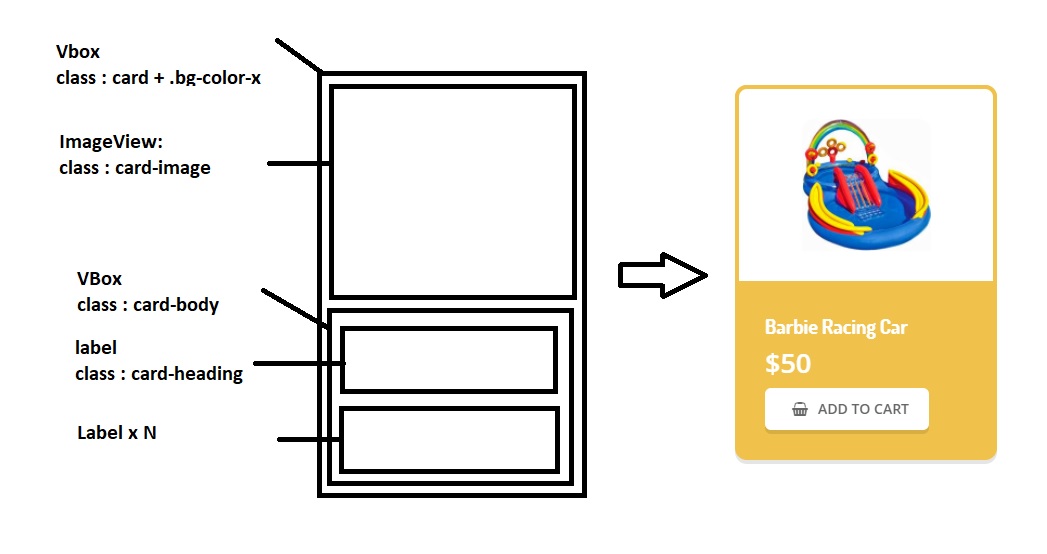 Vbox
class : card + .bg-color-x
ImageView:
class : card-image
VBox
class : card-body
label
class : card-heading
Label x N
Barbie Racing Car
$50
ADD TO CART